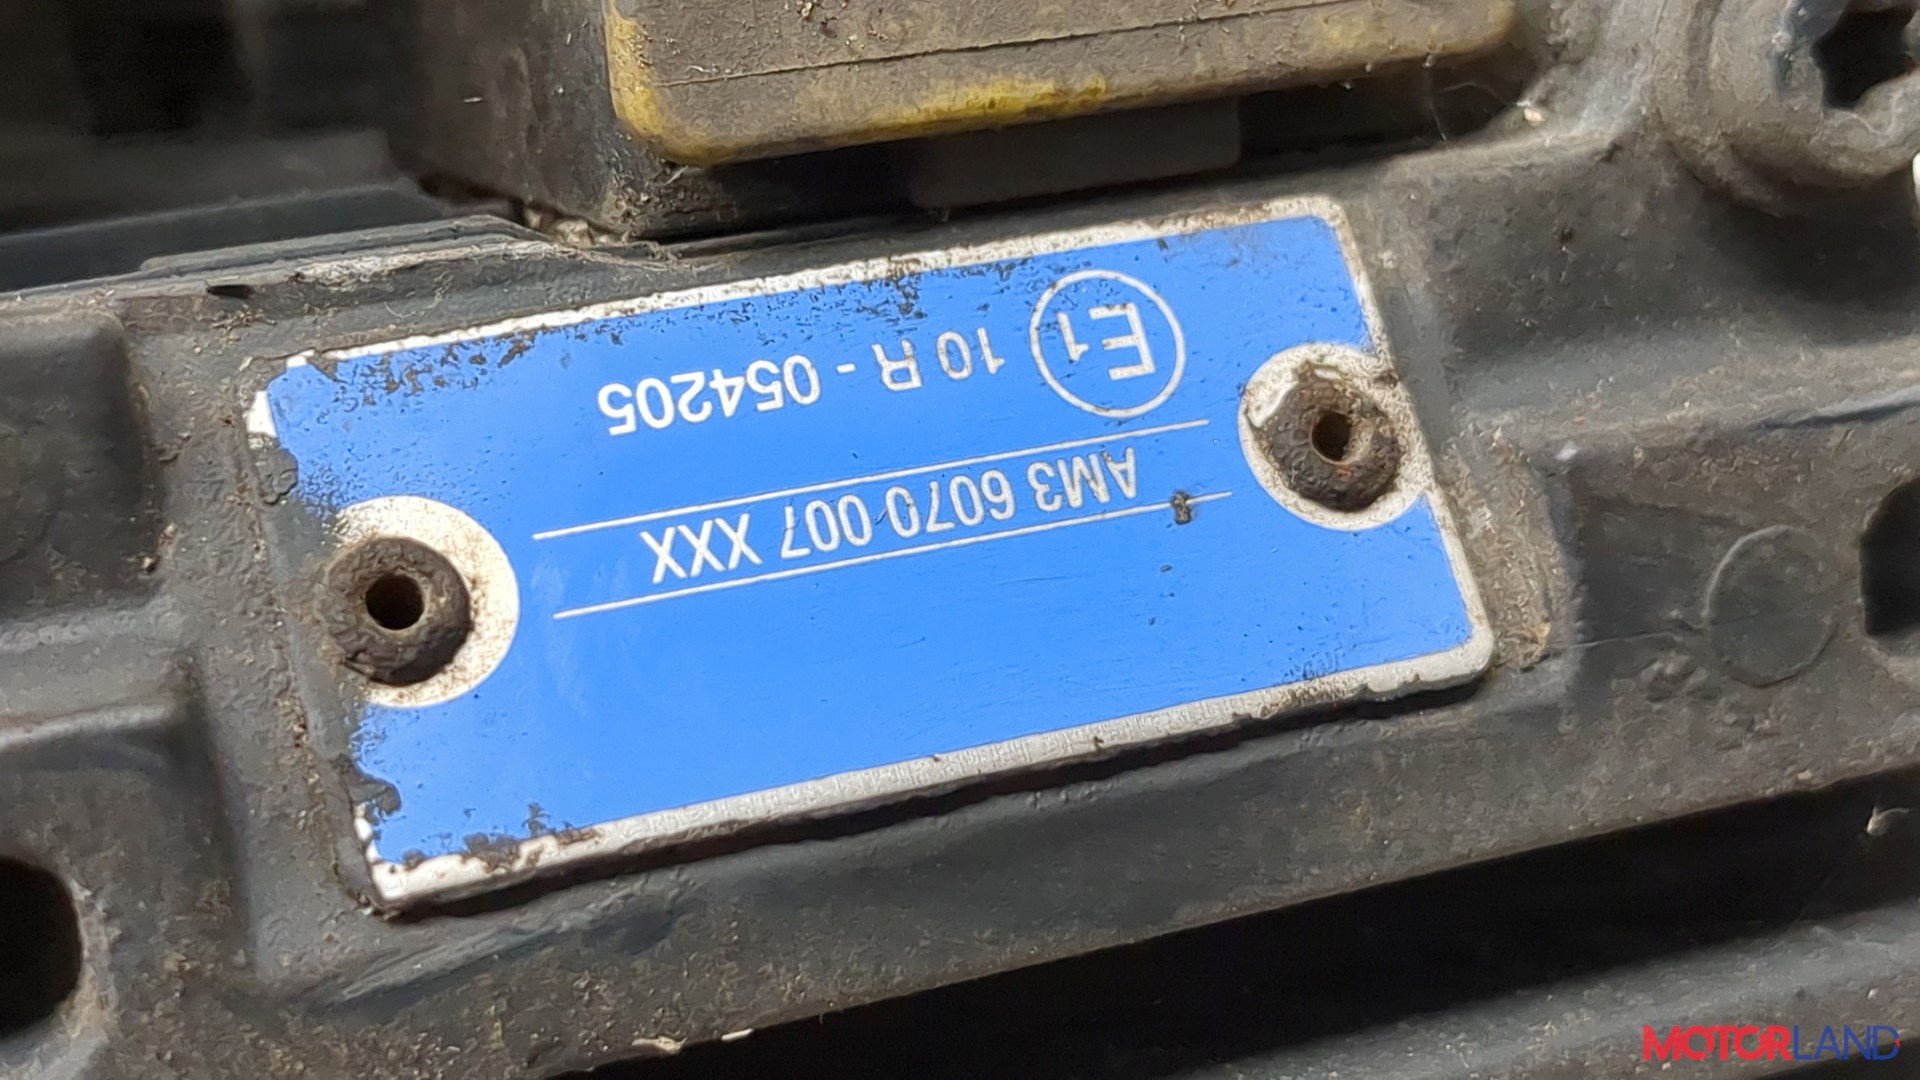 AM3 6070 007 XXX
E1 10 R - 054205
MOTORLAND